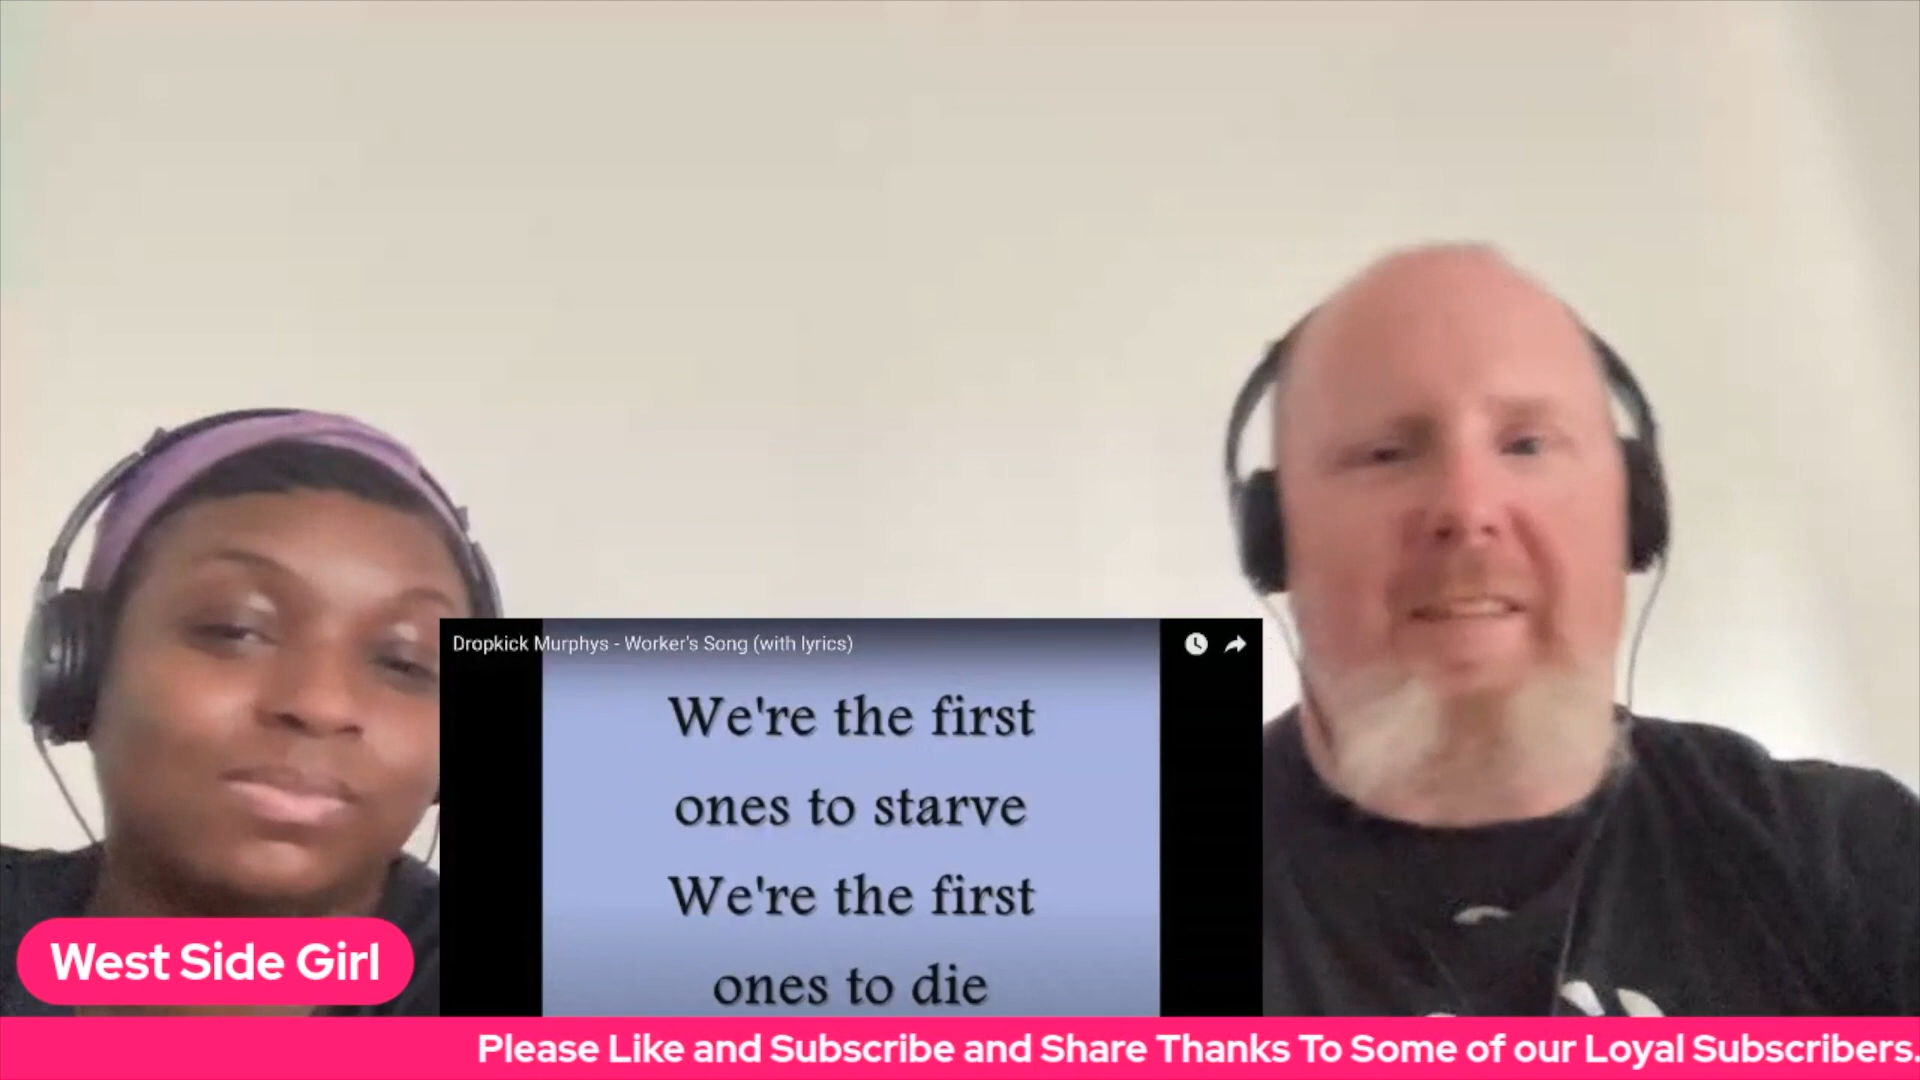 Dropkick Murphys - Worker's Song (with lyrics)
We're the first
ones to starve
We're the first
ones to die
West Side Girl
Please Like and Subscribe and Share Thanks To Some of our Loyal Subscribers.